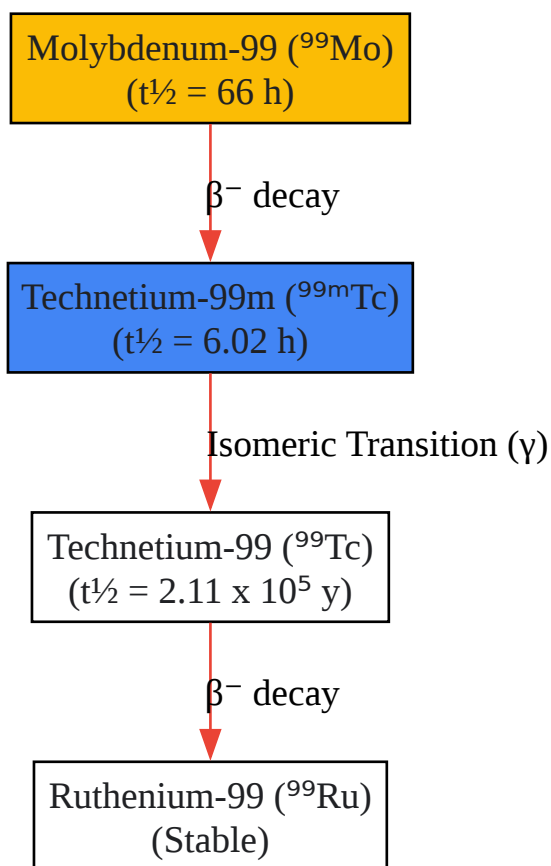 Molybdenum-99 (⁹⁹Mo)
(t½ = 66 h)
β⁻ decay
Technetium-99m (⁹⁹ᵐTc)
(t½ = 6.02 h)
Isomeric Transition (γ)
Technetium-99 (⁹⁹Tc)
(t½ = 2.11 x 10⁵ y)
β⁻ decay
Ruthenium-99 (⁹⁹Ru)
(Stable)